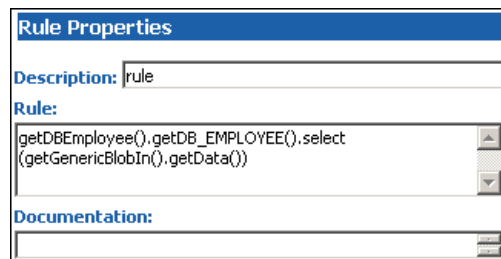 Rule Properties
Description: rule
Rule:
getDBEmployee().getDB_EMPLOYEE().select
(getGenericBlobIn().getData())
Documentation: